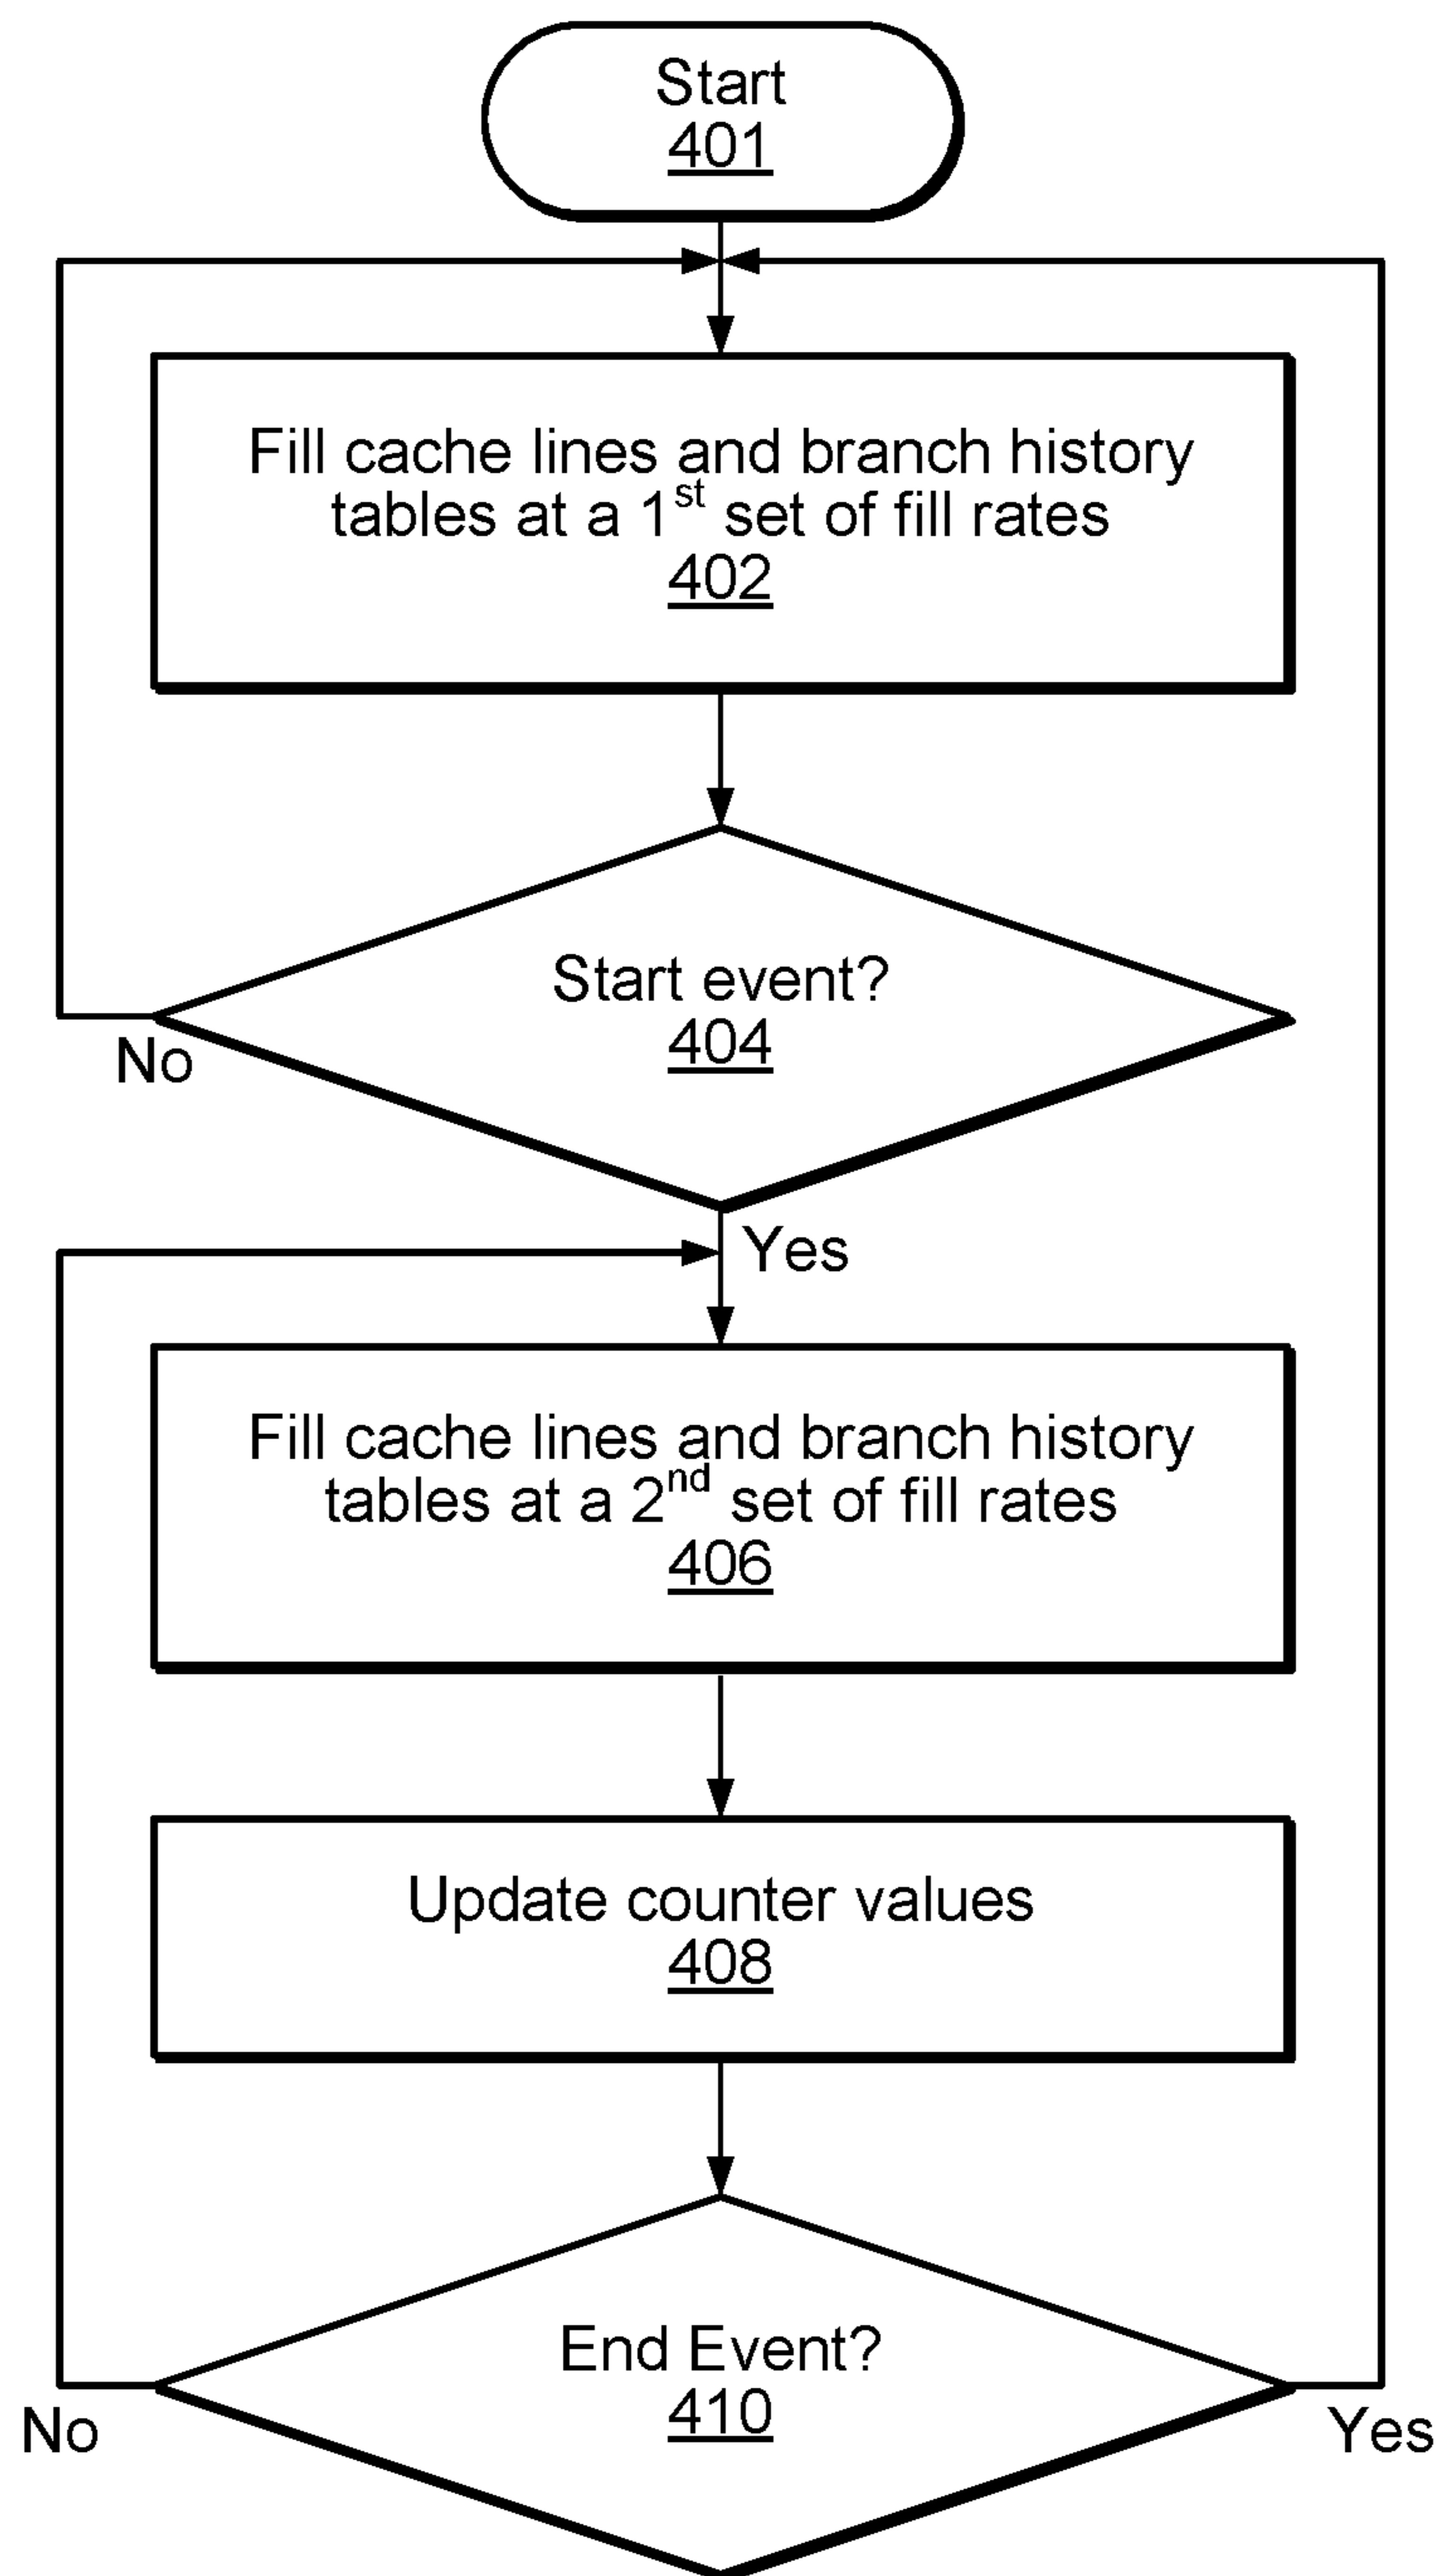 Start
401
Fill cache lines and branch history
tables at a 1st set of fill rates
402
Start event?
404
No
Yes
Fill cache lines and branch history
tables at a 2nd set of fill rates
406
Update counter values
408
End Event?
410
No
Yes